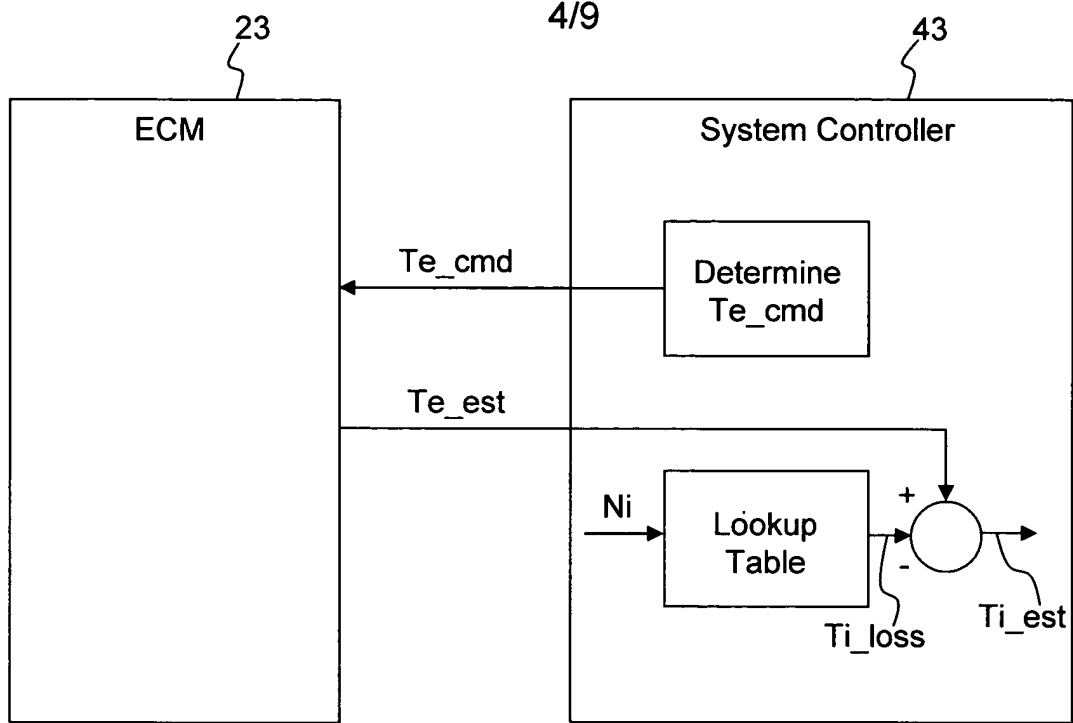 4/9
23
43
ECM
System Controller
Te_cmd
Determine
Te_cmd
Te_est
Ni
Lookup
Table
+
-
Ti_loss
Ti_est